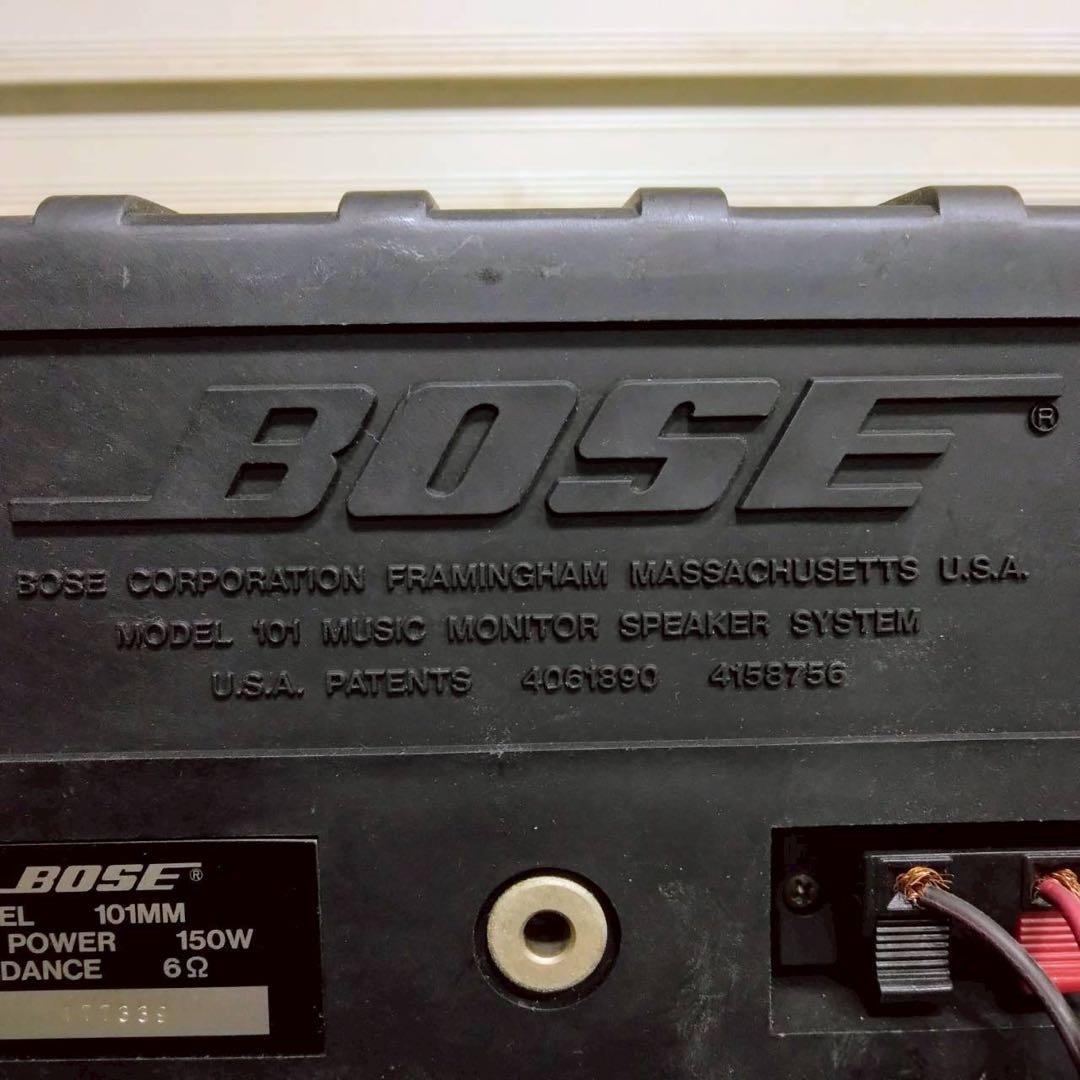 BOSE®
BOSE CORPORATION FRAMINGHAM MASSACHUSETTS U.S.A.
MODEL 101 MUSIC MONITOR SPEAKER SYSTEM
U.S.A. PATENTS 4061890 4158756
BOSE®
EL 101MM
POWER 150W
DANCE 6Ω